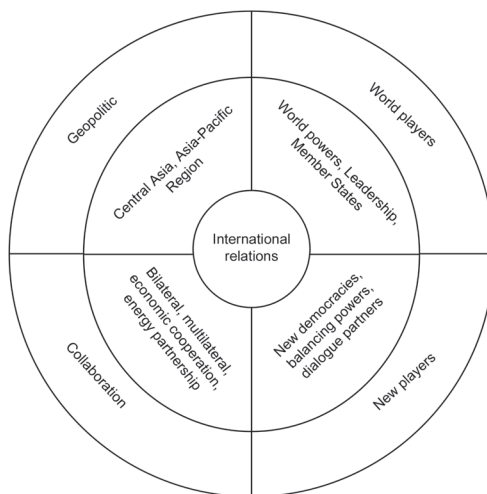 Geopolitic
World players
Central Asia, Asia-Pacific
Region
World powers, Leadership,
Member States
International
relations
Bilateral, multilateral,
economic cooperation,
energy partnership
New democracies,
balancing powers,
dialogue partners
Collaboration
New players